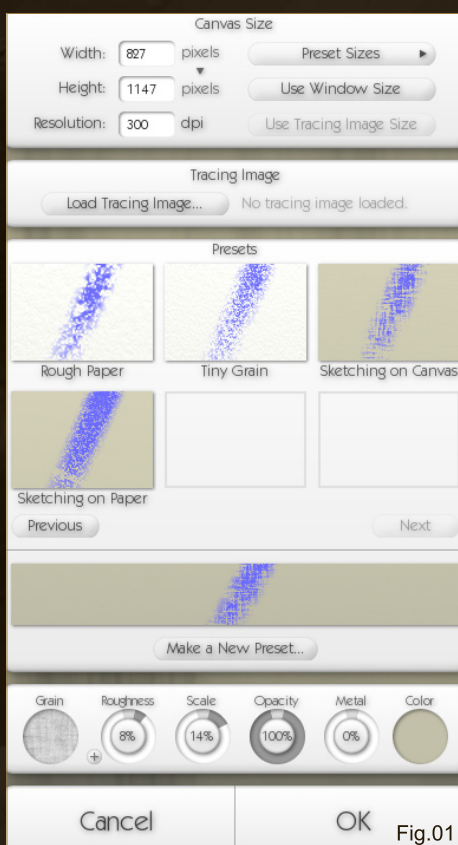 Canvas Size
Width: 827 pixels Preset Sizes
Height: 1147 pixels Use Window Size
Resolution: 300 dpi Use Tracing Image Size
Tracing Image
Load Tracing Image... No tracing image loaded.
Presets
Rough Paper Tiny Grain Sketching on Canvas
Sketching on Paper
Previous Next
Make a New Preset...
Grain Roughness Scale Opacity Metal Color
8% 14% 100% 0%
Cancel OK
Fig.01